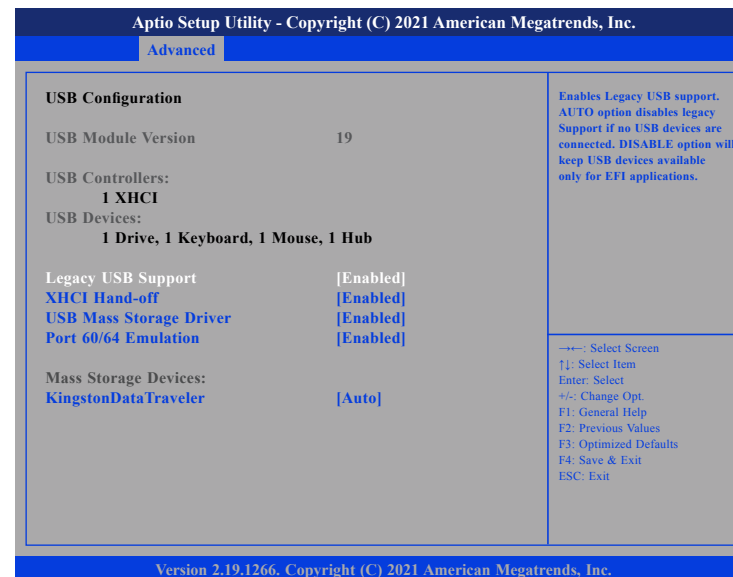 Aptio Setup Utility - Copyright (C) 2021 American Megatrends, Inc.
Advanced
USB Configuration
USB Module Version 19
USB Controllers:
1 XHCI
USB Devices:
1 Drive, 1 Keyboard, 1 Mouse, 1 Hub
Legacy USB Support [Enabled]
XHCI Hand-off [Enabled]
USB Mass Storage Driver [Enabled]
Port 60/64 Emulation [Enabled]
Mass Storage Devices:
KingstonDataTraveler [Auto]
Enables Legacy USB support.
AUTO option disables legacy
Support if no USB devices are
connected. DISABLE option will
keep USB devices available
only for EFI applications.
→←: Select Screen
↑↓: Select Item
Enter: Select
+/-: Change Opt.
F1: General Help
F2: Previous Values
F3: Optimized Defaults
F4: Save & Exit
ESC: Exit
Version 2.19.1266. Copyright (C) 2021 American Megatrends, Inc.